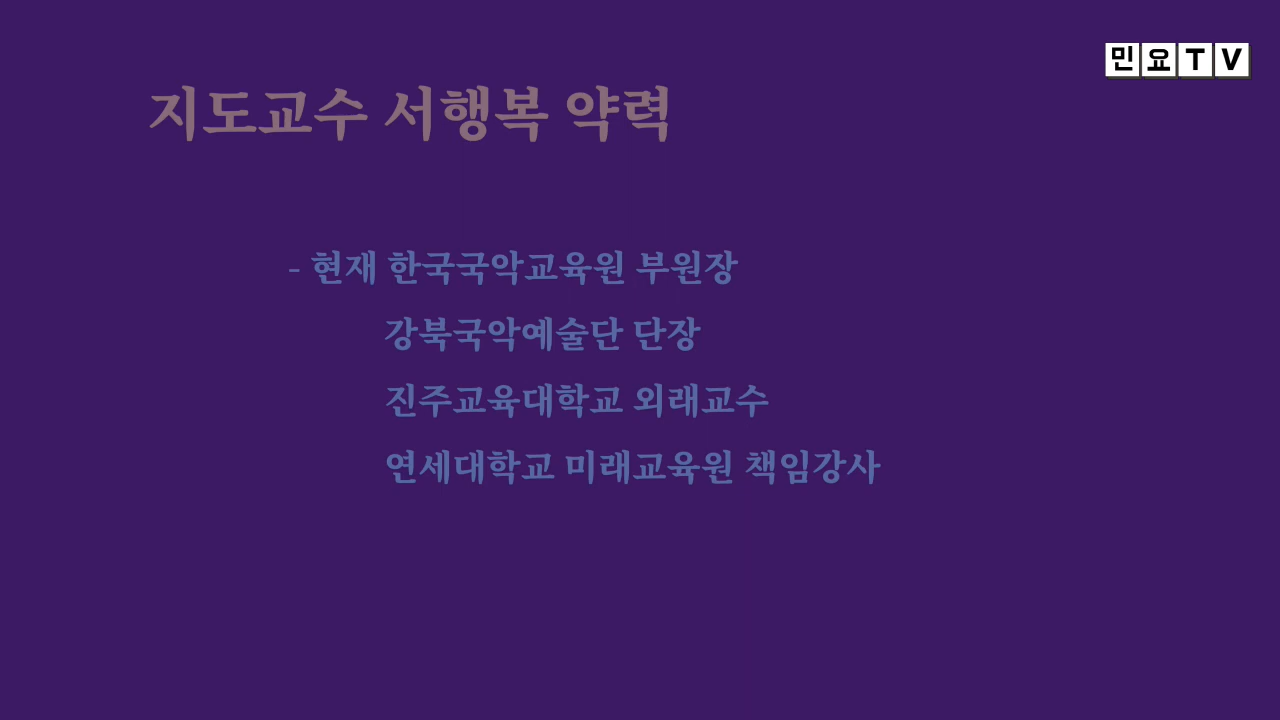 민요TV
지도교수 서행복 약력
- 현재 한국국악교육원 부원장
강북국악예술단 단장
진주교육대학교 외래교수
연세대학교 미래교육원 책임강사